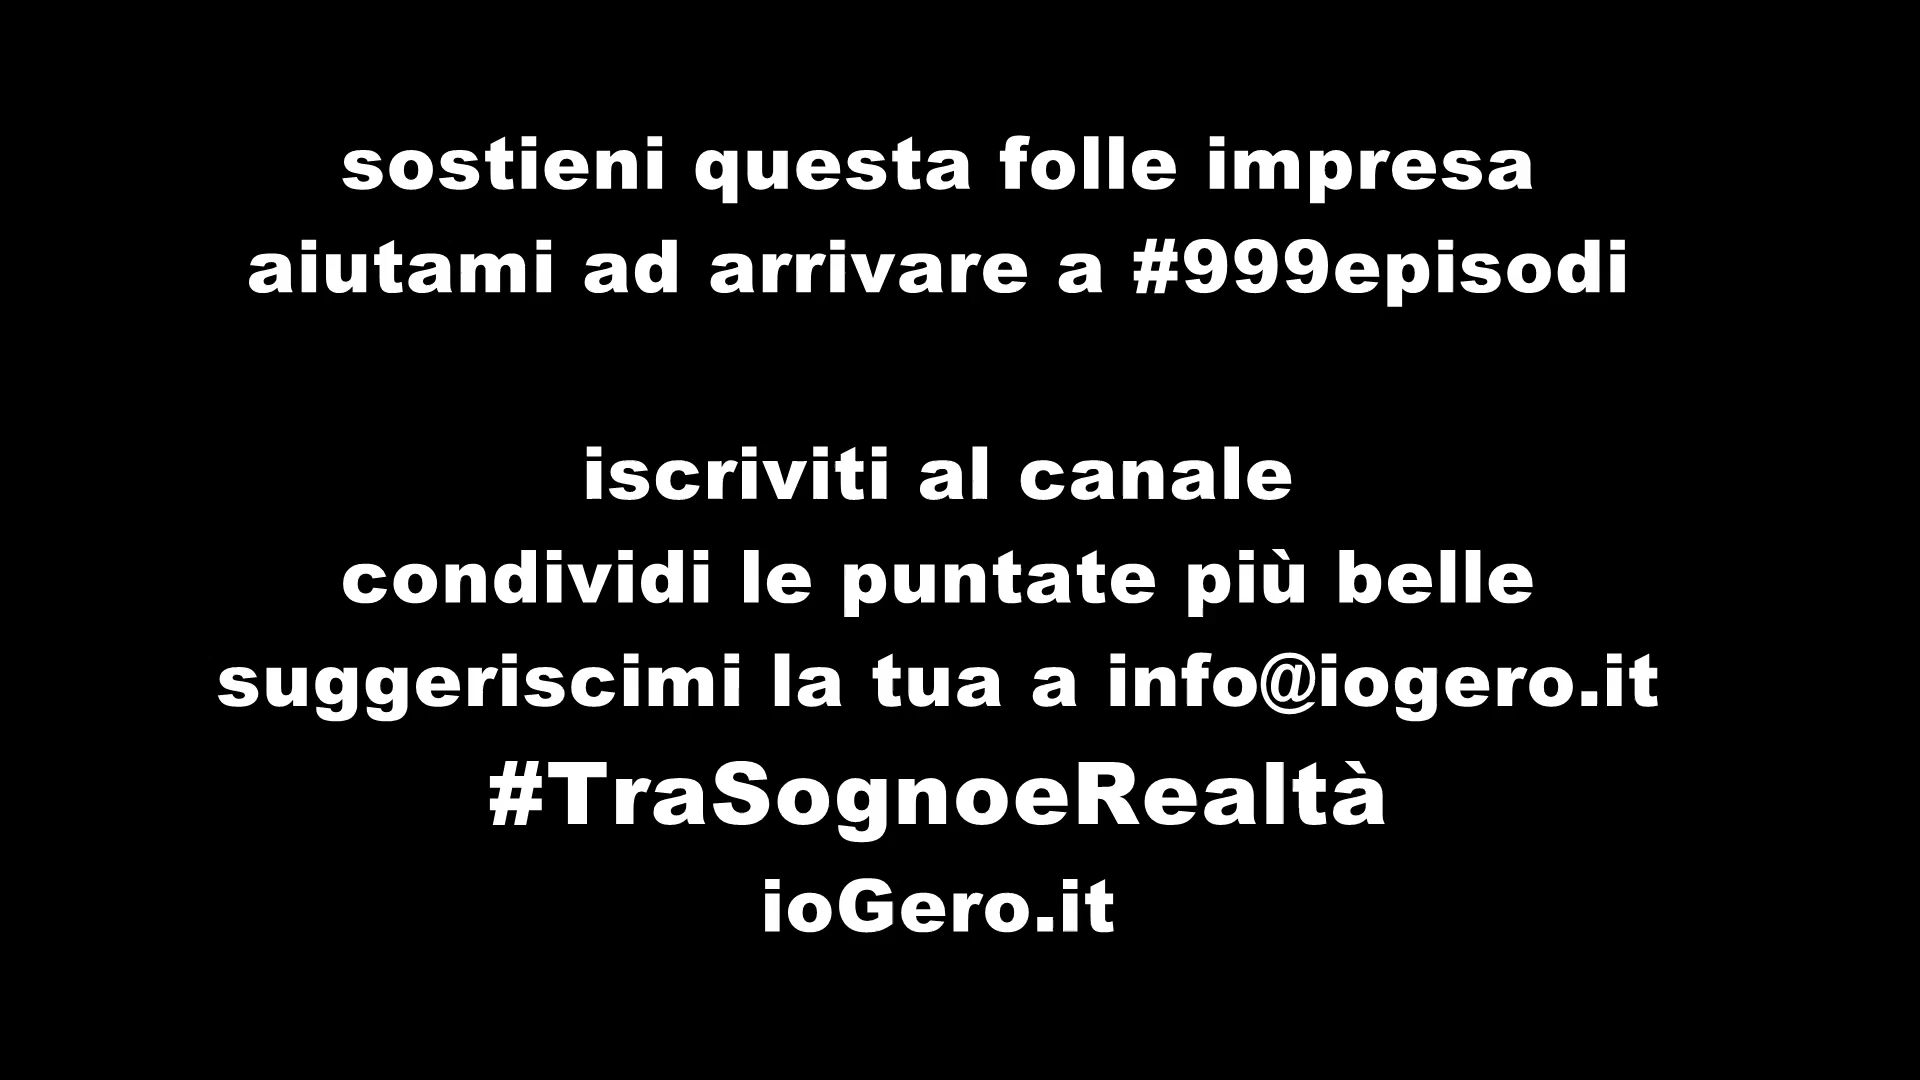 sostieni questa folle impresa
aiutami ad arrivare a #999episodi
iscriviti al canale
condividi le puntate più belle
suggeriscimi la tua a info@iogero.it
#TraSognoeRealtà
ioGero.it